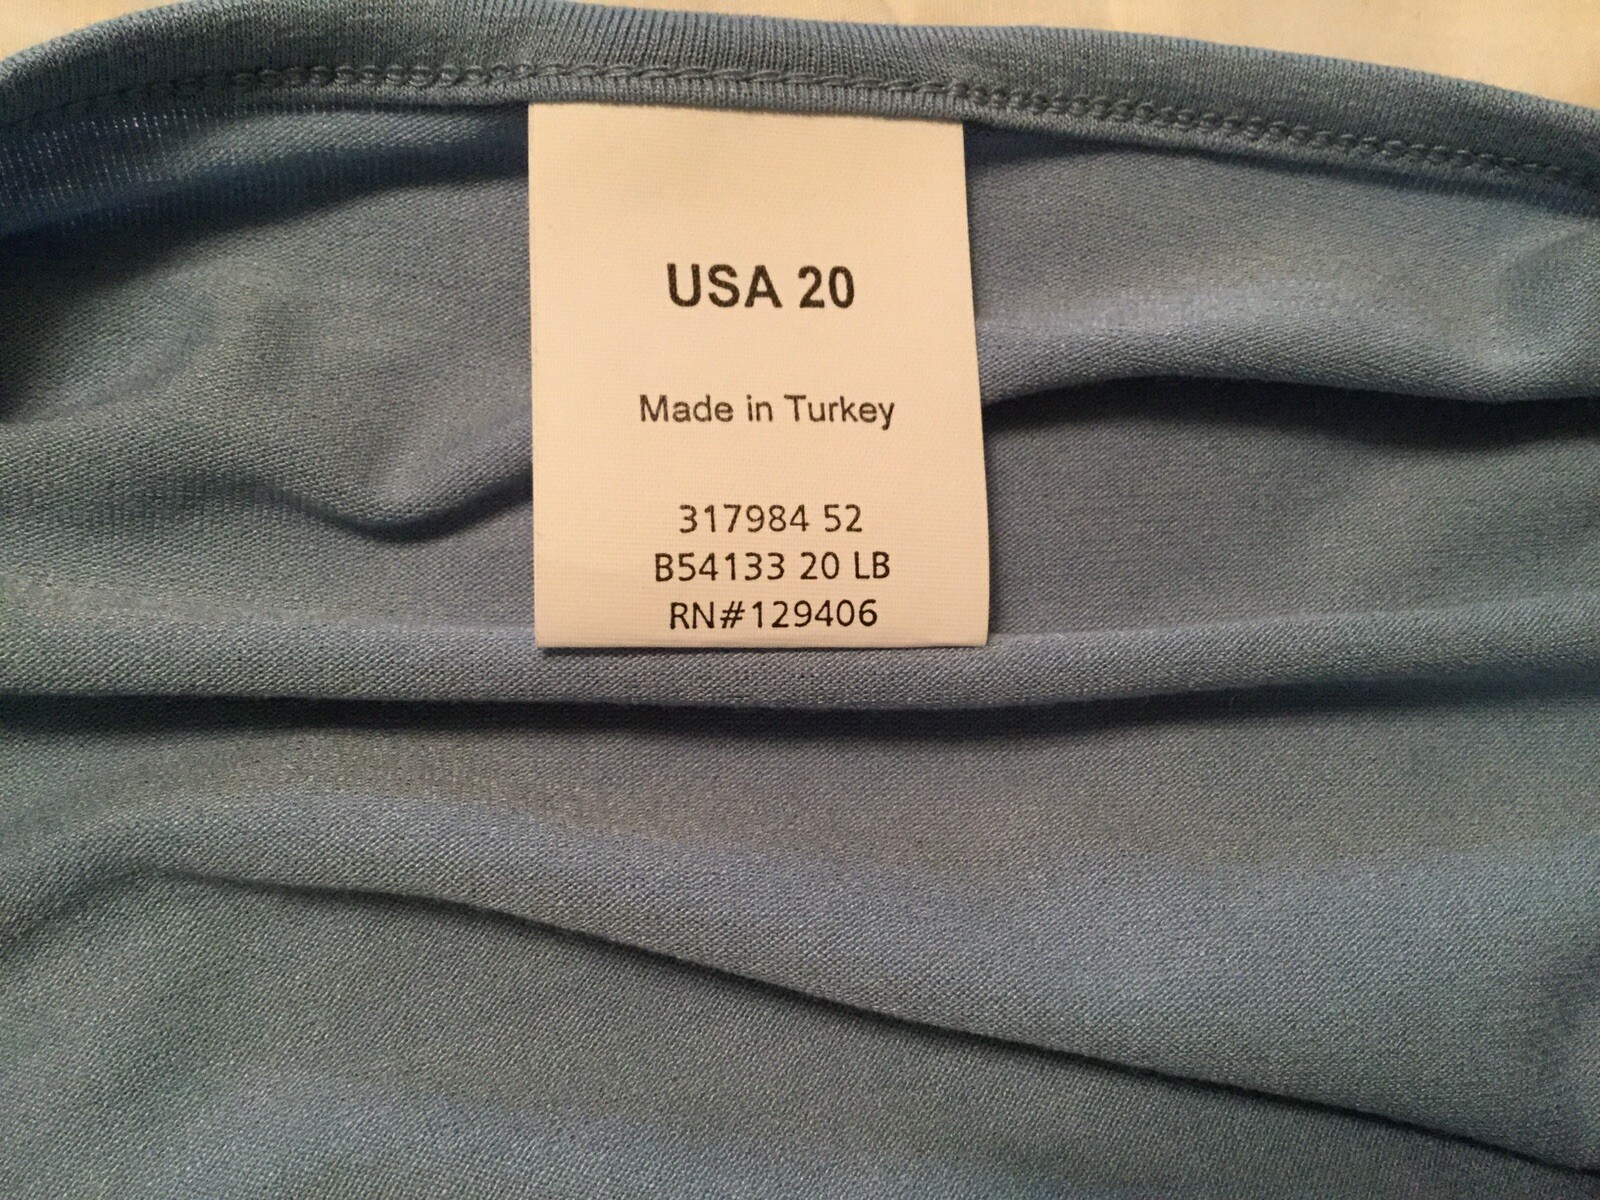 USA 20
Made in Turkey
317984 52
B54133 20 LB
RN#129406